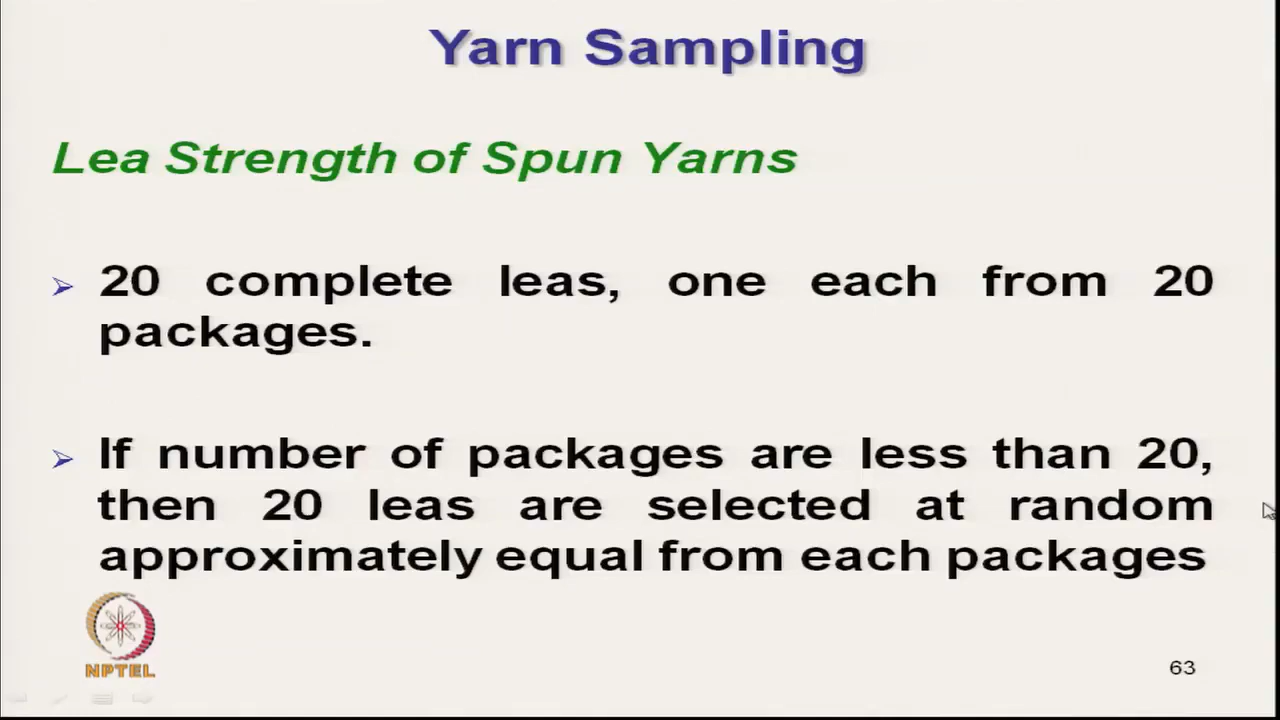 Yarn Sampling
Lea Strength of Spun Yarns
20 complete leas, one each from 20
packages.
If number of packages are less than 20,
then 20 leas are selected at random
approximately equal from each packages
NPTEL
63